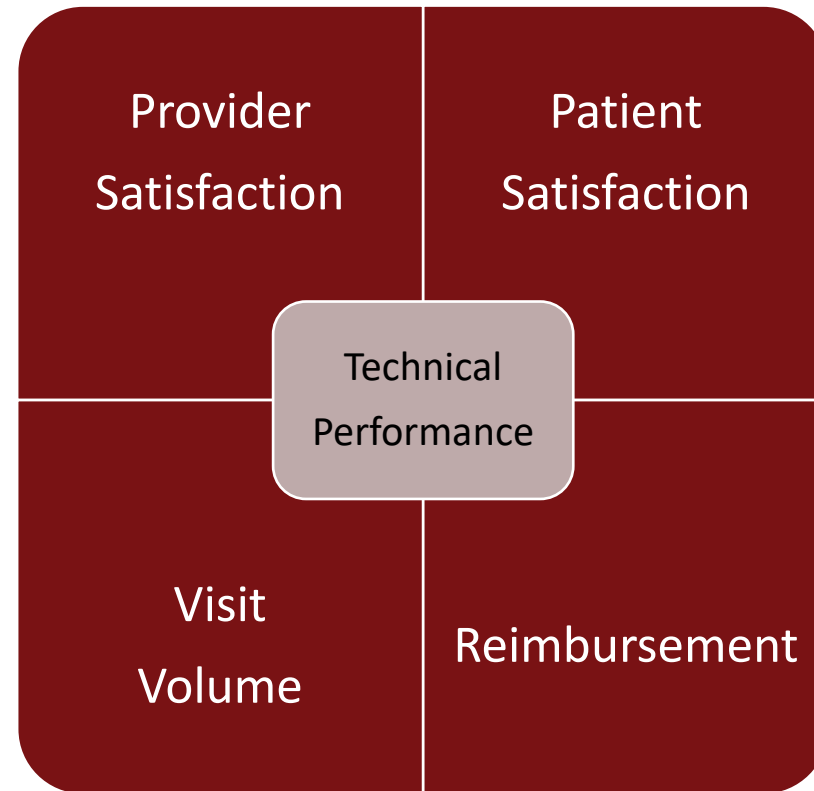 Provider
Satisfaction
Patient
Satisfaction
Technical
Performance
Visit
Volume
Reimbursement